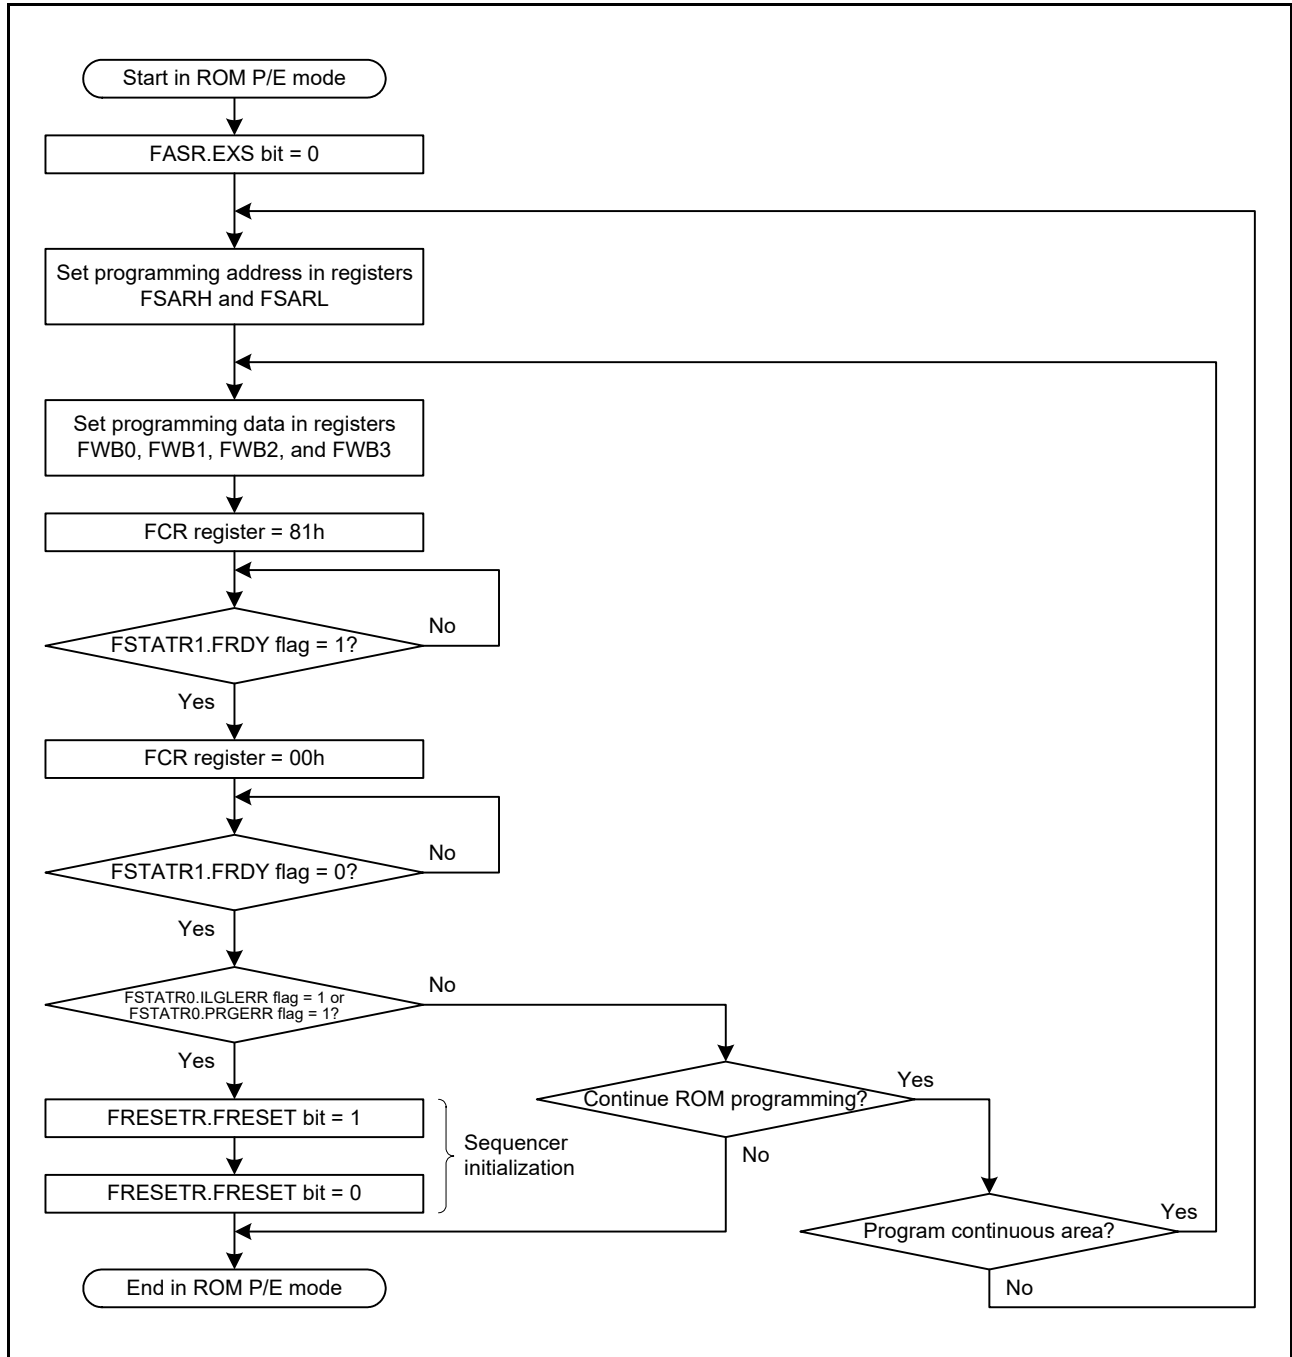 Start in ROM P/E mode
FASR.EXS bit = 0
Set programming address in registers
FSARH and FSARL
Set programming data in registers
FWB0, FWB1, FWB2, and FWB3
FCR register = 81h
FSTATR1.FRDY flag = 1?
No
Yes
FCR register = 00h
FSTATR1.FRDY flag = 0?
No
Yes
FSTATR0.ILGLERR flag = 1 or
FSTATR0.PRGERR flag = 1?
No
Yes
Continue ROM programming?
Yes
No
FRESETR.FRESET bit = 1
FRESETR.FRESET bit = 0
Sequencer
initialization
Program continuous area?
Yes
No
End in ROM P/E mode